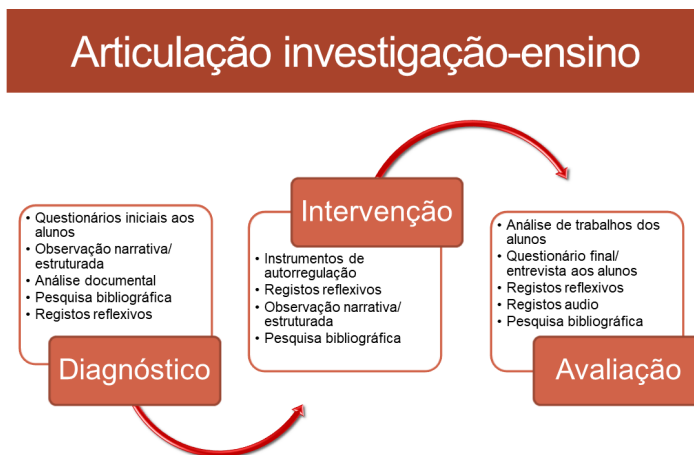 Articulação investigação-ensino
• Questionários iniciais aos
alunos
• Observação narrativa/
estruturada
• Análise documental
• Pesquisa bibliográfica
• Registos reflexivos
Diagnóstico
Intervenção
• Instrumentos de
autorregulação
• Registos reflexivos
• Observação narrativa/
estruturada
• Pesquisa bibliográfica
• Análise de trabalhos dos
alunos
• Questionário final/
entrevista aos alunos
• Registos reflexivos
• Registos audio
• Pesquisa bibliográfica
Avaliação